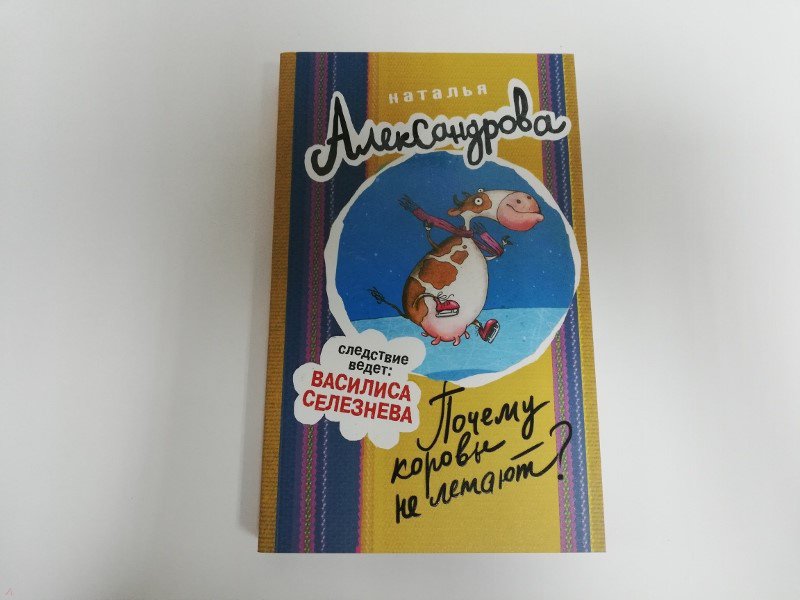 наталья
Александрова
следствие
ведет:
ВАСИЛИСА
СЕЛЕЗНЕВА
Почему
коровы
не летают?